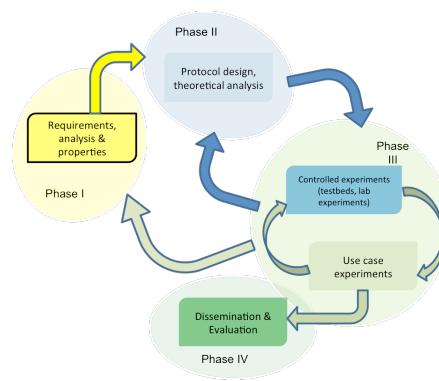 Phase II
Protocol design,
theoretical analysis
Requirements,
analysis &
properties
Phase I
Phase
III
Controlled experiments
(testbeds, lab
experiments)
Use case
experiments
Dissemination &
Evaluation
Phase IV